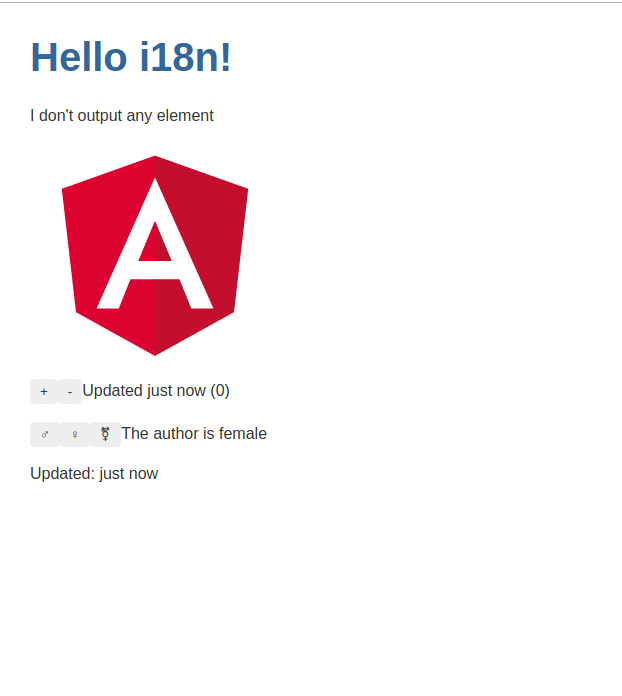 Hello i18n!
I don't output any element
A
+ - Updated just now (0)
♂ ♀ ⚧ The author is female
Updated: just now